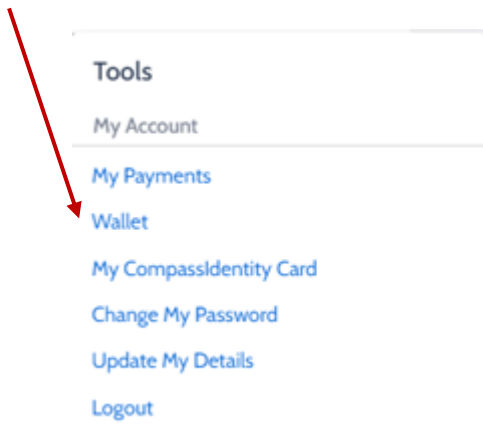 Tools
My Account
My Payments
Wallet
My CompassIdentity Card
Change My Password
Update My Details
Logout